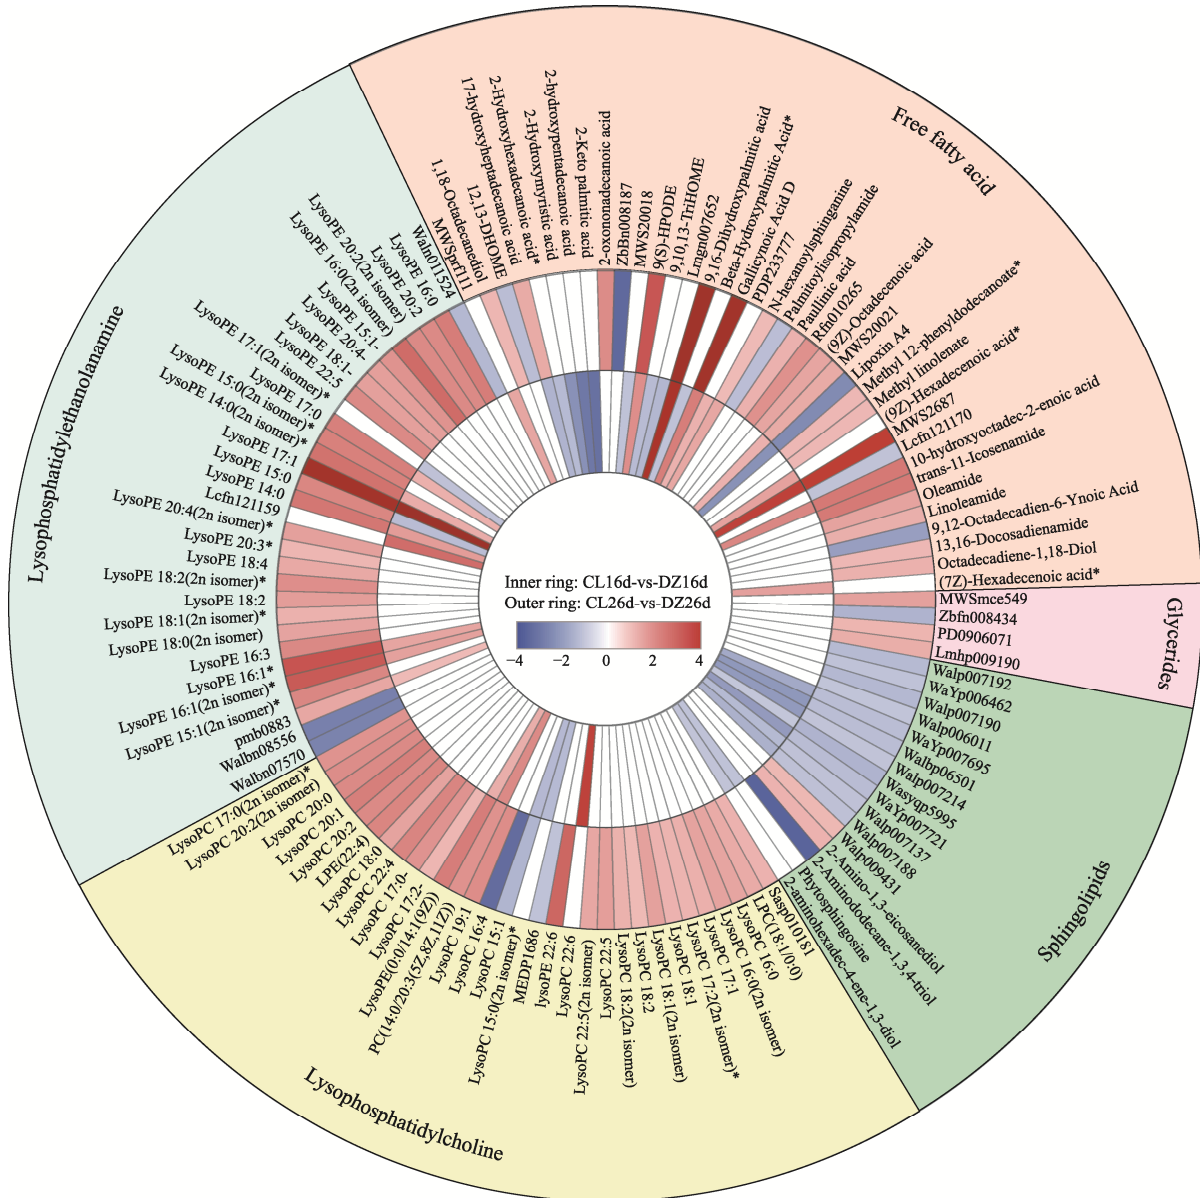 Free fatty acid
MWSprf11
1,18-Octadecanediol
12,13-DHOME
17-hydroxyheptadecanoic acid
2-Hydroxyhexadecanoic acid*
2-Hydroxymyristic acid
2-hydroxypentadecanoic acid
2-Keto palmitic acid
2-oxomonadecanoic acid
ZbBn008187
MWS20018
9(S)-HPODE
9,10,13-TriHOME
Lmgn007652
9,16-Dihydroxypalmitic acid
Beta-Hydroxypalmitic Acid*
Gallicynoic Acid D
PDP233777
N-hexanoylsphinganine
Palmitoylisopropylamide
Paullinic acid
Rfn010265
(9Z)-Octadecenoic acid
MWS20021
Lipoxin A4
Methyl 12-phenyldodecanoate*
Methyl linolenate
(9Z)-Hexadecenoic acid*
MWS2687
Lcfn121170
10-hydroxyoctadec-2-enoic acid
trans-11-Icosenamide
Oleamide
Linoleamide
9,12-Octadecadien-6-Ynoic Acid
13,16-Docosadienamide
Octadecadiene-1,18-Diol
(7Z)-Hexadecenoic acid*
Glycerides
MWSmce549
Zbfn008434
PD0906071
Lmhp009190
Sphingolipids
Walp007192
WaYp006462
Walp007190
Walp006011
WaYp007695
Walbp06501
Walp007214
Wasyqp5995
WaYp00721
Walp007137
Walp007188
Walp009431
2-Amino-1,3-eicosanediol
2-Aminododecane-1,3,4-triol
Phytosphingosine
2-aminohexadec-4-ene-1,3-diol
Lysophosphatidylcholine
Sasp010181
LPC(18:1/0:0)
LysoPC 16:0
LysoPC 16:0(2n isomer)
LysoPC 17:1
LysoPC 17:2(2n isomer)*
LysoPC 18:1
LysoPC 18:1(2n isomer)
LysoPC 18:2
LysoPC 18:2(2n isomer)
LysoPC 22:5
LysoPC 22:5(2n isomer)
LysoPC 22:6
lysoPE 22:6
MEDP1686
LysoPC 15:0(2n isomer)*
LysoPC 15:1
LysoPC 16:4
LysoPC 19:1
PC(14:0/20:3(5Z,8Z,11Z))
LysoPE(0:0/14:1(9Z))
LysoPC 17:2-
LysoPC 17:0-
LysoPC 22:4
LysoPC 18:0
LPE(22:4)
LysoPC 20:2
LysoPC 20:1
LysoPC 20:0
LysoPC 20:2(2n isomer)
LysoPC 17:0(2n isomer)*
Lysophosphatidylethanolanamine
Walbn07570
Walbn08556
pmb0883
LysoPE 15:1(2n isomer)*
LysoPE 16:1(2n isomer)*
LysoPE 16:1*
LysoPE 16:3
LysoPE 18:0(2n isomer)
LysoPE 18:1(2n isomer)*
LysoPE 18:2
LysoPE 18:2(2n isomer)*
LysoPE 18:4
LysoPE 20:3*
LysoPE 20:4(2n isomer)*
Lcfn121159
LysoPE 14:0
LysoPE 15:0
LysoPE 17:1
LysoPE 14:0(2n isomer)*
LysoPE 15:0(2n isomer)*
LysoPE 17:0
LysoPE 17:1(2n isomer)*
LysoPE 22:5
LysoPE 18:1-
LysoPE 20:4-
LysoPE 15:1-
LysoPE 16:0(2n isomer)
LysoPE 20:2(2n isomer)
LysoPE 20:2
LysoPE 16:0
Waln011524
Inner ring: CL16d-vs-DZ16d
Outer ring: CL26d-vs-DZ26d
−4 −2 0 2 4